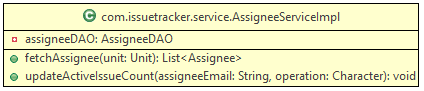 C com.issuetracker.service.AssigneeServiceImpl
assigneeDAO: AssigneeDAO
fetchAssignee(unit: Unit): List<Assignee>
updateActiveIssueCount(assigneeEmail: String, operation: Character): void